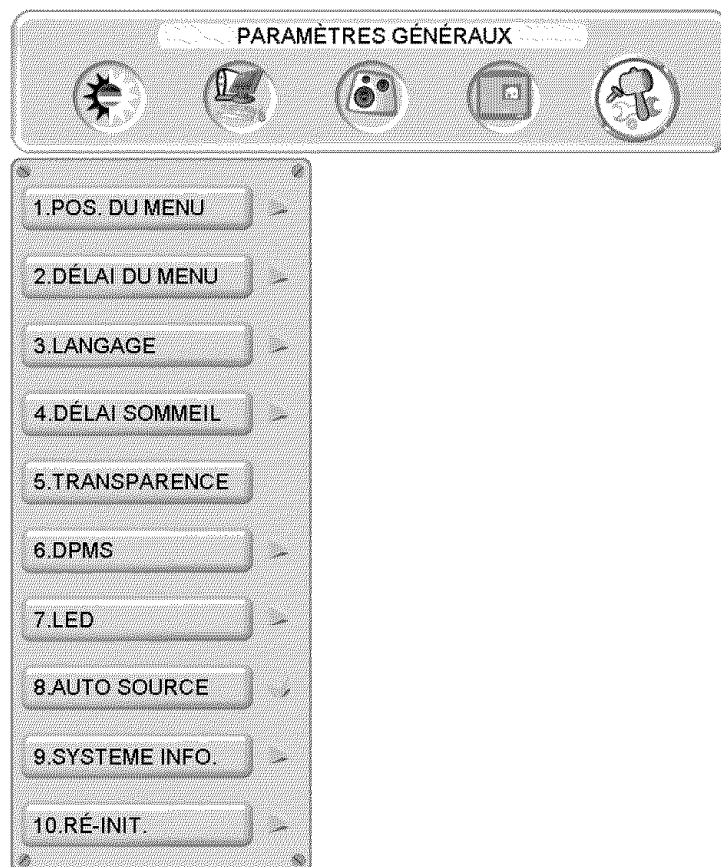 PARAMÈTRES GÉNÉRAUX
1.POS. DU MENU
2.DÉLAI DU MENU
3.LANGAGE
4.DÉLAI SOMMEIL
5.TRANSPARENCE
6.DPMS
7.LED
8.AUTO SOURCE
9.SYSTEME INFO.
10.RÉ-INIT.